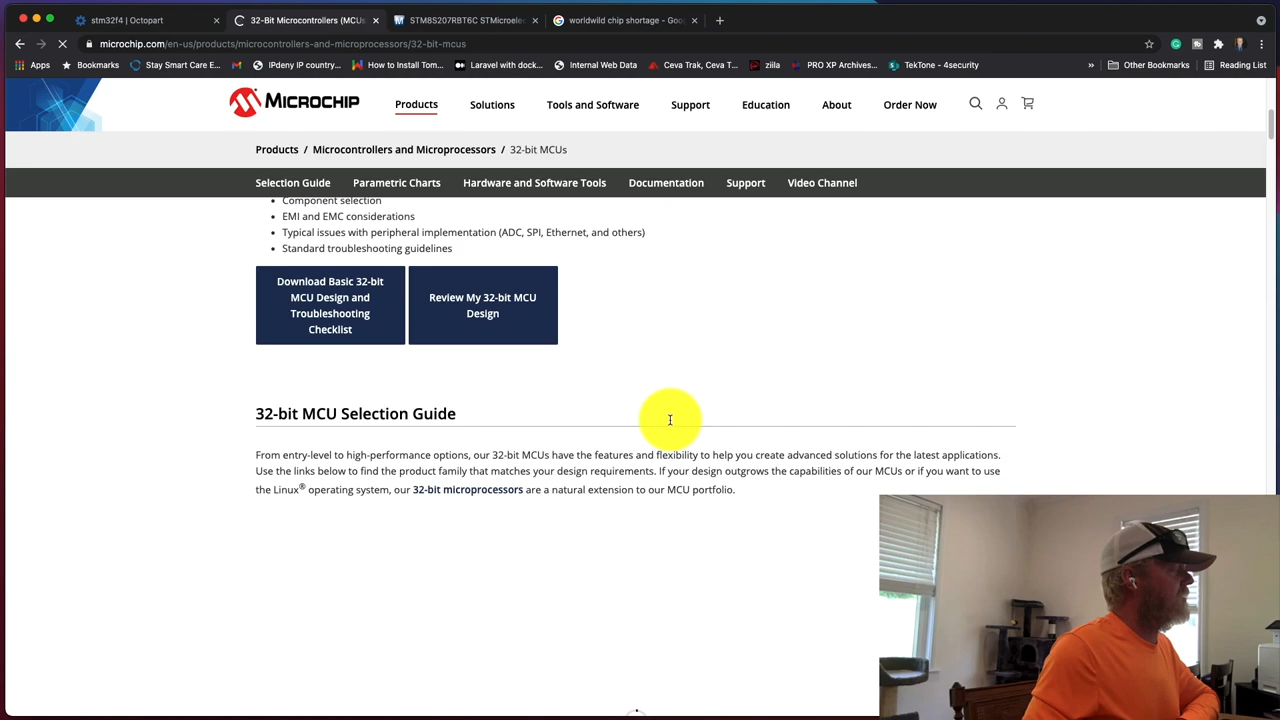 stm32f4 | Octopart
32-Bit Microcontrollers (MCUs
STM8S207RBT6C STMicroelec
worldwild chip shortage - Goo
microchip.com/en-us/products/microcontrollers-and-microprocessors/32-bit-mcus
Apps
Bookmarks
Stay Smart Care E...
IPdeny IP country...
How to Install Tom...
Laravel with dock...
Internal Web Data
Ceva Trak, Ceva T...
ziila
PRO XP Archives...
TekTone - 4security
»
Other Bookmarks
Reading List
MICROCHIP
Products
Solutions
Tools and Software
Support
Education
About
Order Now
Products / Microcontrollers and Microprocessors / 32-bit MCUs
Selection Guide
Parametric Charts
Hardware and Software Tools
Documentation
Support
Video Channel
• Component selection
• EMI and EMC considerations
• Typical issues with peripheral implementation (ADC, SPI, Ethernet, and others)
• Standard troubleshooting guidelines
Download Basic 32-bit
MCU Design and
Troubleshooting
Checklist
Review My 32-bit MCU
Design
32-bit MCU Selection Guide
From entry-level to high-performance options, our 32-bit MCUs have the features and flexibility to help you create advanced solutions for the latest applications.
Use the links below to find the product family that matches your design requirements. If your design outgrows the capabilities of our MCUs or if you want to use
the Linux® operating system, our 32-bit microprocessors are a natural extension to our MCU portfolio.